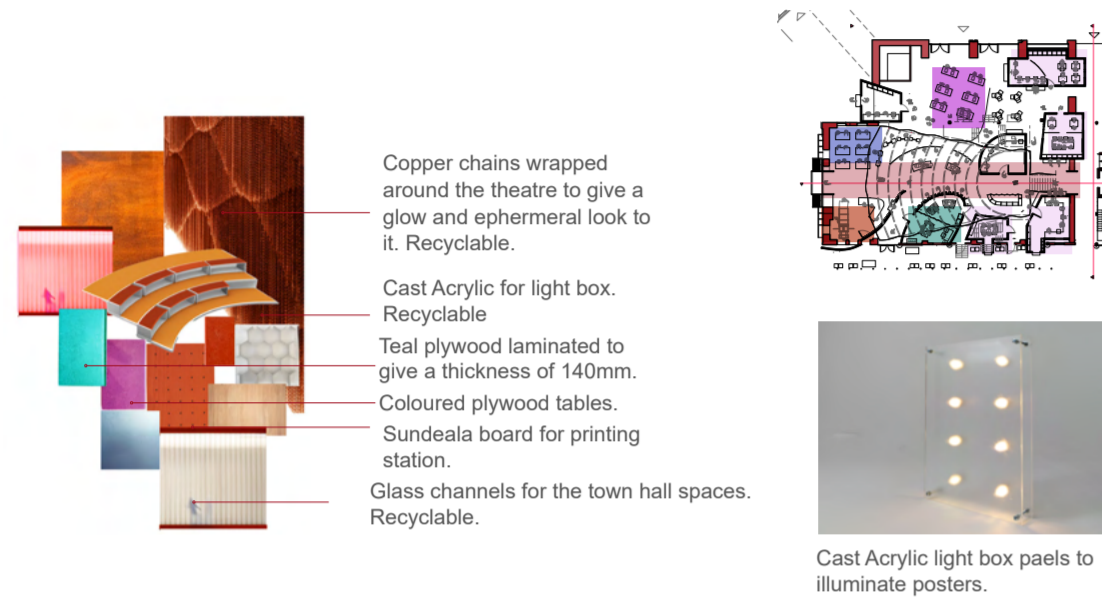 Copper chains wrapped
around the theatre to give a
glow and ephermeral look to
it. Recyclable.
Cast Acrylic for light box.
Recyclable
Teal plywood laminated to
give a thickness of 140mm.
Coloured plywood tables.
Sundeala board for printing
station.
Glass channels for the town hall spaces.
Recyclable.
Cast Acrylic light box paels to
illuminate posters.